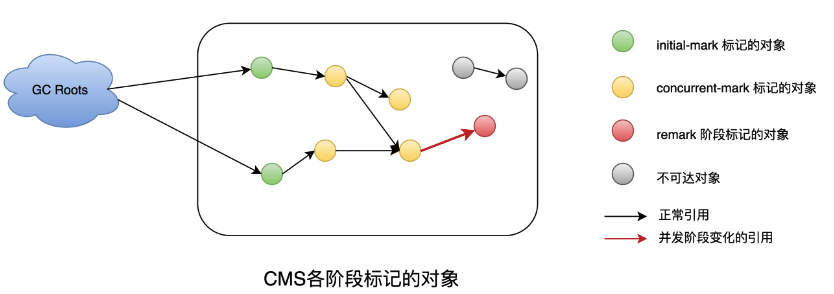 GC Roots
initial-mark 标记的对象
concurrent-mark 标记的对象
remark 阶段标记的对象
不可达对象
正常引用
并发阶段变化的引用
CMS各阶段标记的对象